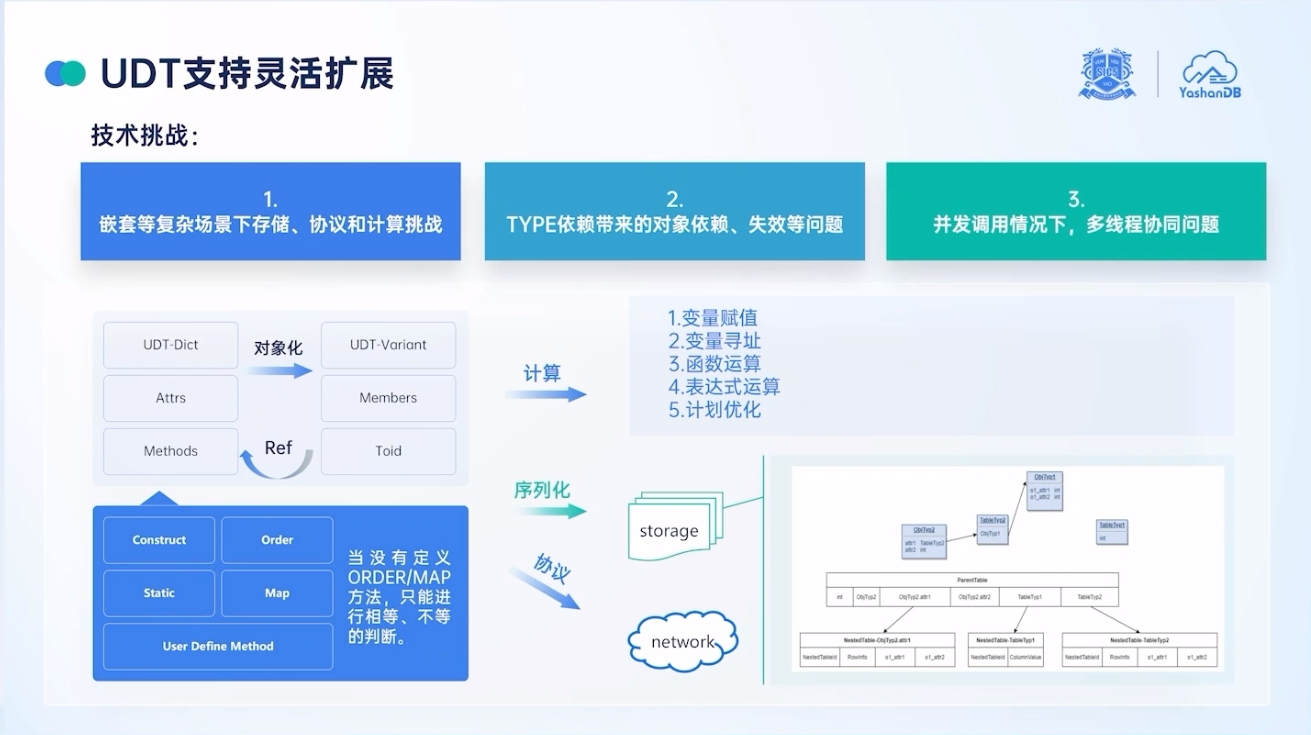 UDT支持灵活扩展
SICS
YashanDB
技术挑战：
1.
嵌套等复杂场景下存储、协议和计算挑战
2.
TYPE依赖带来的对象依赖、失效等问题
3.
并发调用情况下，多线程协同问题
UDT-Dict
对象化
UDT-Variant
Attrs
Members
Methods
Ref
Toid
Construct
Order
Static
Map
User Define Method
当没有定义
ORDER/MAP
方法，只能进
行相等、不等
的判断。
计算
1.变量赋值
2.变量寻址
3.函数运算
4.表达式运算
5.计划优化
序列化
storage
协议
network
ObjTyp1
o1_attr1 int
o1_attr2 int
ObjTyp2
attr1 TableTyp2
attr2 int
TableTyp2
ObjTyp1
TableTyp1
int
ParentTable
int
ObjTyp2
ObjTyp2.attr1
ObjTyp2.attr2
TableTyp1
TableTyp2
NestedTable-ObjTyp2.attr1
NestedTableId
RowInfo
o1_attr1
o1_attr2
NestedTable-TableTyp1
NestedTableId
ColumnValue
NestedTable-TableTyp2
NestedTableId
RowInfo
o1_attr1
o1_attr2